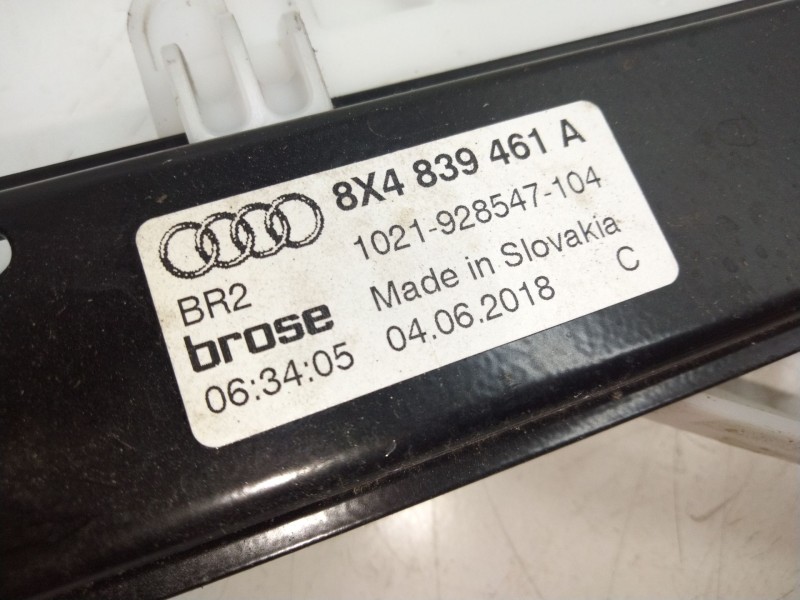 8X4 839 461 A
1021-928547-104
BR2
Made in Slovakia
brose
04.06.2018 C
06:34:05